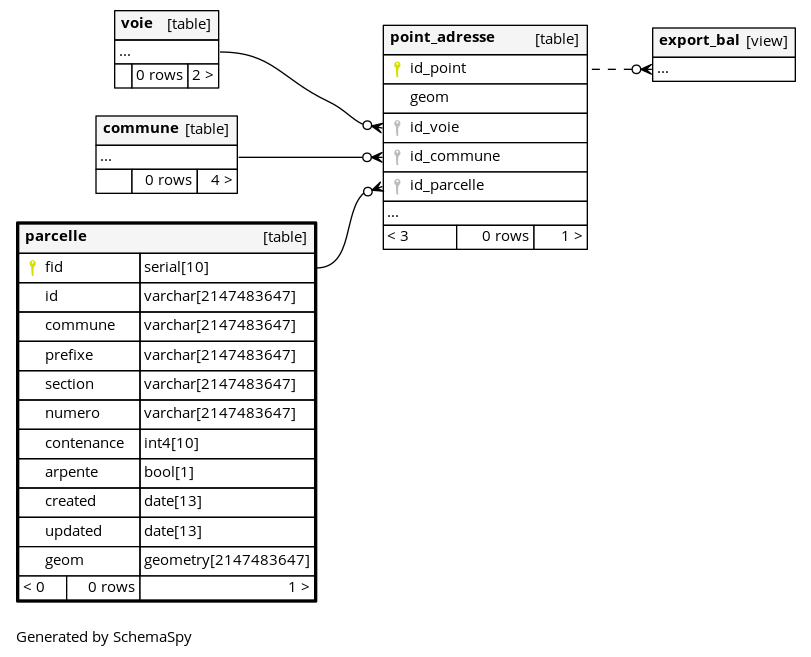 voie [table]
...
0 rows 2 >
commune [table]
...
0 rows 4 >
parcelle [table]
fid serial[10]
id varchar[2147483647]
commune varchar[2147483647]
prefixe varchar[2147483647]
section varchar[2147483647]
numero varchar[2147483647]
contenance int4[10]
arpente bool[1]
created date[13]
updated date[13]
geom geometry[2147483647]
< 0 0 rows 1 >
point_adresse [table]
id_point
geom
id_voie
id_commune
id_parcelle
...
< 3 0 rows 1 >
export_bal [view]
...
Generated by SchemaSpy